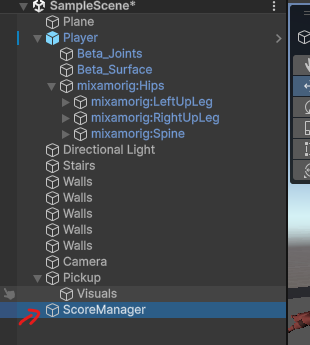 SampleScene*
Plane
Player
Beta_Joints
Beta_Surface
mixamorig:Hips
mixamorig:LeftUpLeg
mixamorig:RightUpLeg
mixamorig:Spine
Directional Light
Stairs
Walls
Walls
Walls
Walls
Walls
Camera
Pickup
Visuals
ScoreManager